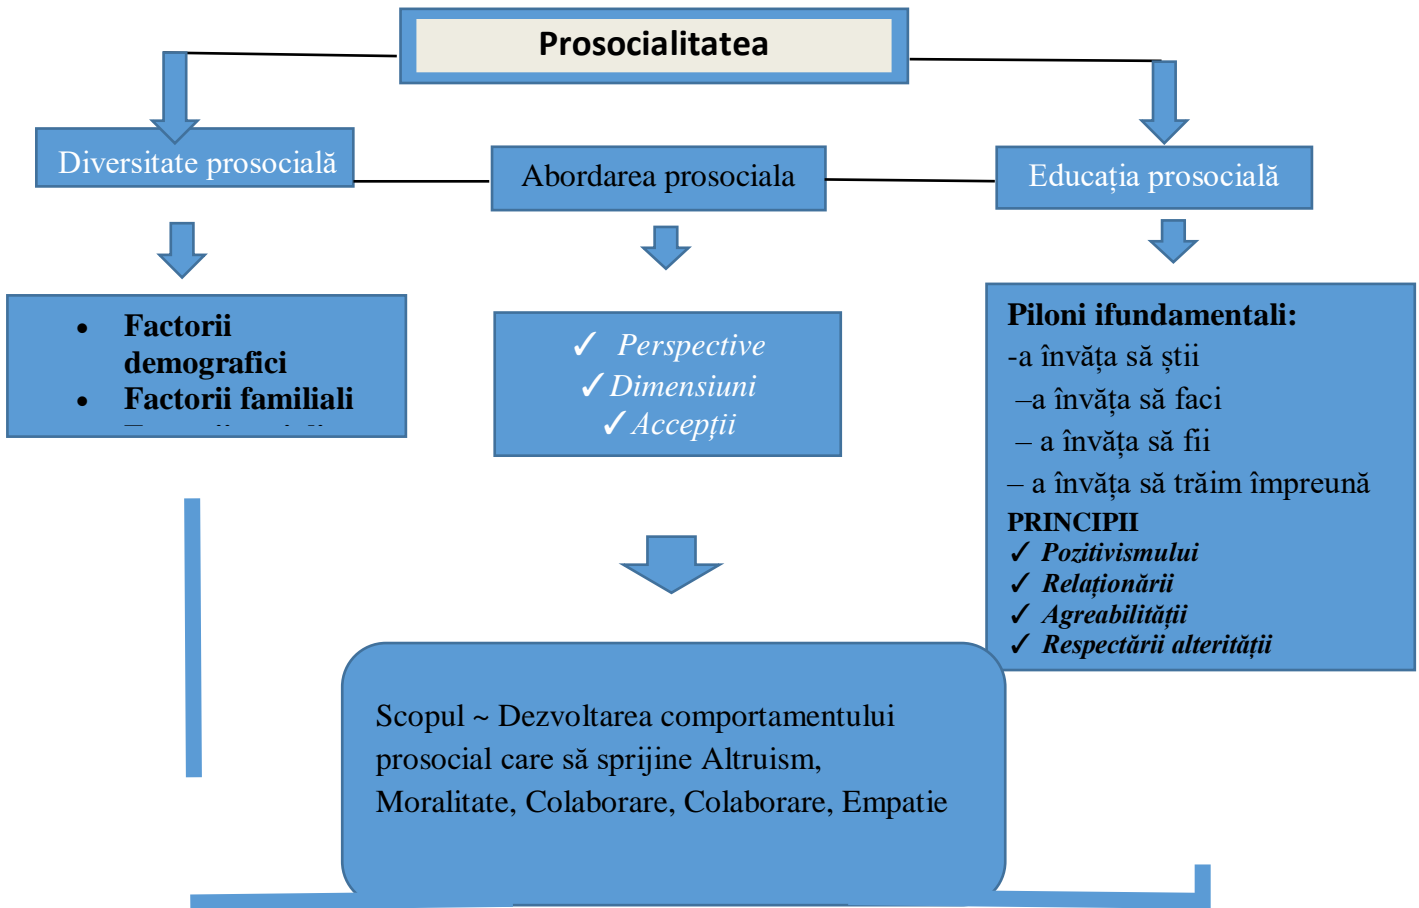 Prosocialitatea
Diversitate prosocială
Abordarea prosociala
Educația prosocială
• Factorii
demografici
• Factorii familiali
✓ Perspective
✓ Dimensiuni
✓ Accepții
Piloni ifundamentali:
-a învăța să știi
–a învăța să faci
– a învăța să fii
– a învăța să trăim împreună
PRINCIPII
✓ Pozitivismului
✓ Relaționării
✓ Agreabilității
✓ Respectării alterității
Scopul ~ Dezvoltarea comportamentului
prosocial care să sprijine Altruism,
Moralitate, Colaborare, Colaborare, Empatie